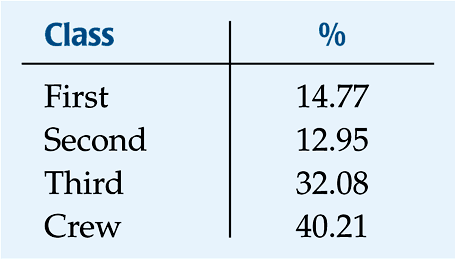 Class %
First 14.77
Second 12.95
Third 32.08
Crew 40.21